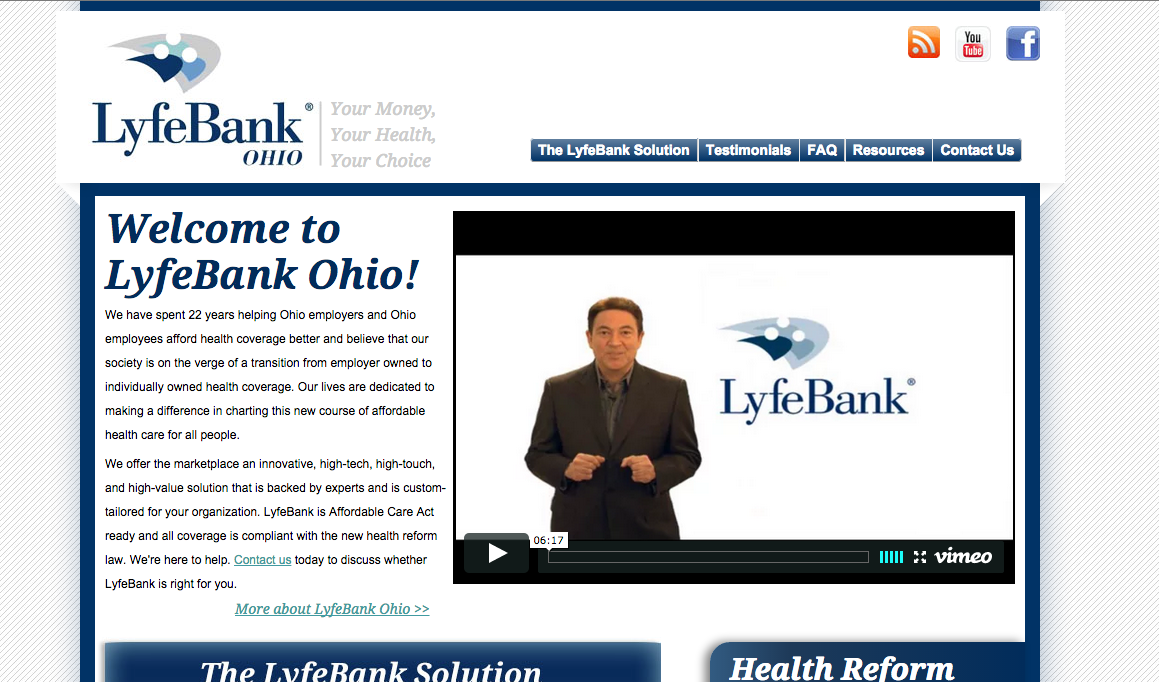 You
Tube
f
LyfeBank®
OHIO
Your Money,
Your Health,
Your Choice
The LyfeBank Solution
Testimonials
FAQ
Resources
Contact Us
Welcome to
LyfeBank Ohio!
We have spent 22 years helping Ohio employers and Ohio
employees afford health coverage better and believe that our
society is on the verge of a transition from employer owned to
individually owned health coverage. Our lives are dedicated to
making a difference in charting this new course of affordable
health care for all people.
We offer the marketplace an innovative, high-tech, high-touch,
and high-value solution that is backed by experts and is custom-
tailored for your organization. LyfeBank is Affordable Care Act
ready and all coverage is compliant with the new health reform
law. We're here to help. Contact us today to discuss whether
LyfeBank is right for you.
More about LyfeBank Ohio >>
LyfeBank®
06:17
vimeo
The LyfeBank Solution
Health Reform